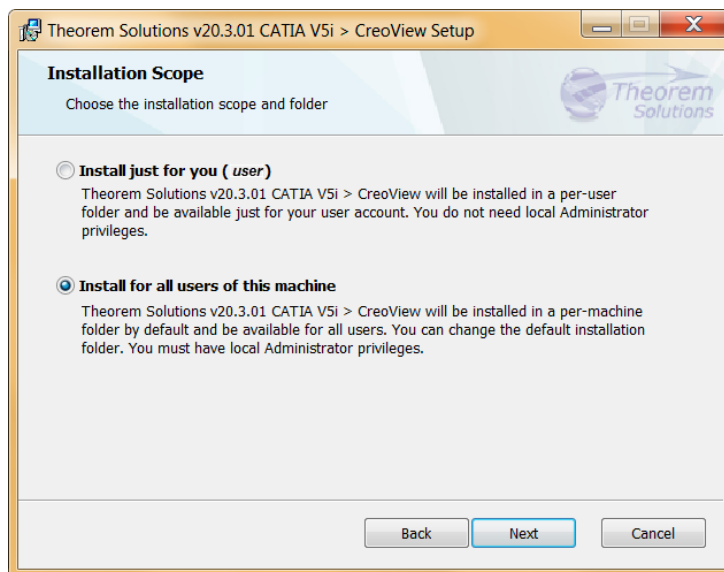 Theorem Solutions v20.3.01 CATIA V5i > CreoView Setup
Installation Scope
Choose the installation scope and folder
Theorem
Solutions
Install just for you ( user)
Theorem Solutions v20.3.01 CATIA V5i > CreoView will be installed in a per-user
folder and be available just for your user account. You do not need local Administrator
privileges.
Install for all users of this machine
Theorem Solutions v20.3.01 CATIA V5i > CreoView will be installed in a per-machine
folder by default and be available for all users. You can change the default installation
folder. You must have local Administrator privileges.
Back Next Cancel